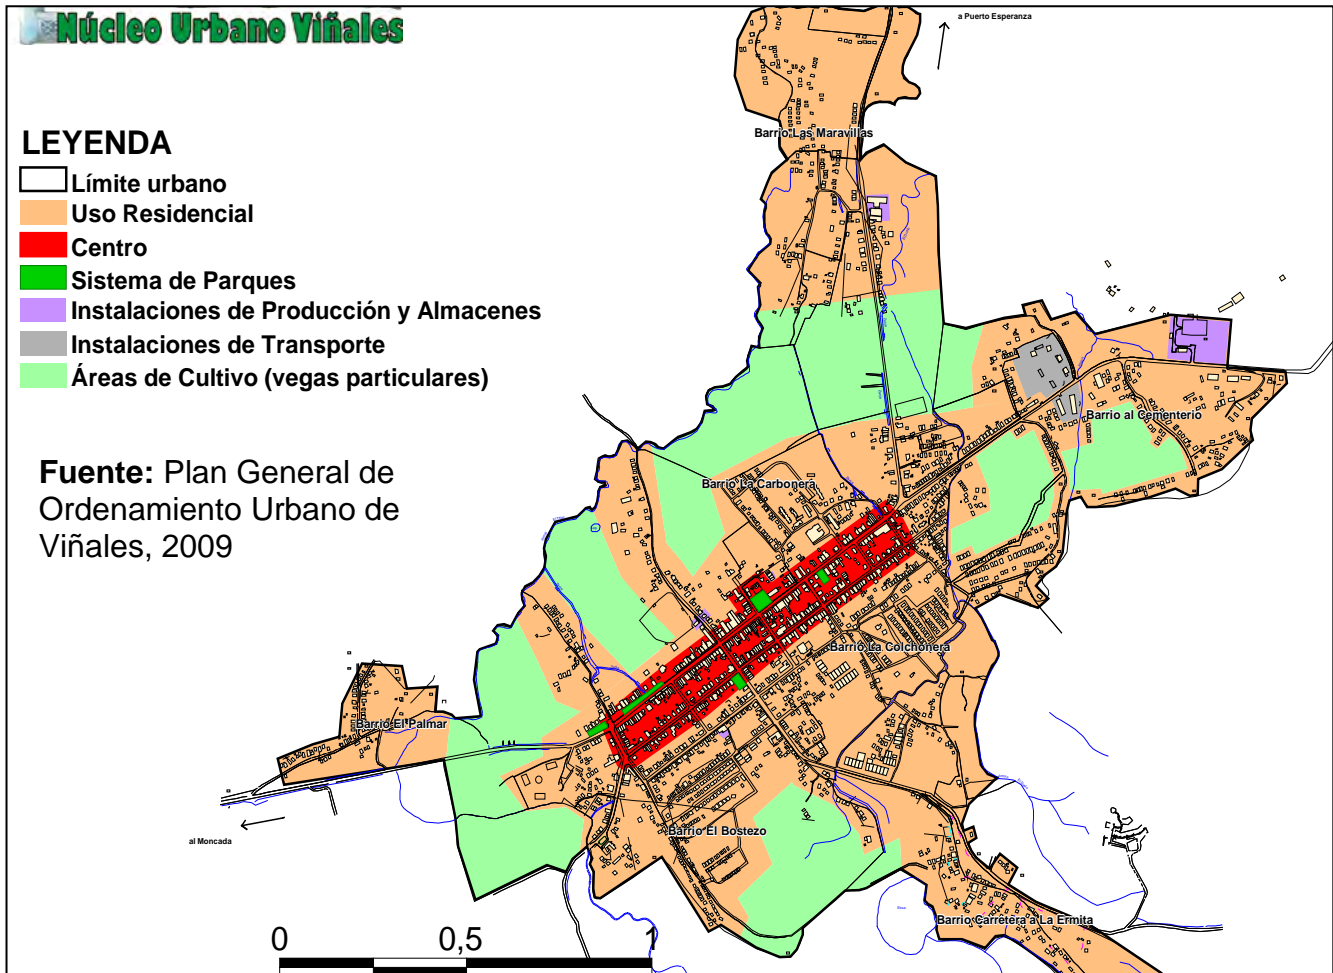 Núcleo Urbano Viñales
a Puerto Esperanza
LEYENDA
Límite urbano
Uso Residencial
Centro
Sistema de Parques
Instalaciones de Producción y Almacenes
Instalaciones de Transporte
Áreas de Cultivo (vegas particulares)
Fuente: Plan General de
Ordenamiento Urbano de
Viñales, 2009
Barrio Las Maravillas
Barrio al Cementerio
Barrio La Carbonera
Barrio La Colchonera
Barrio El Palmar
Barrio El Bostezo
al Moncada
Barrio Carretera a La Ermita
0 0,5 1